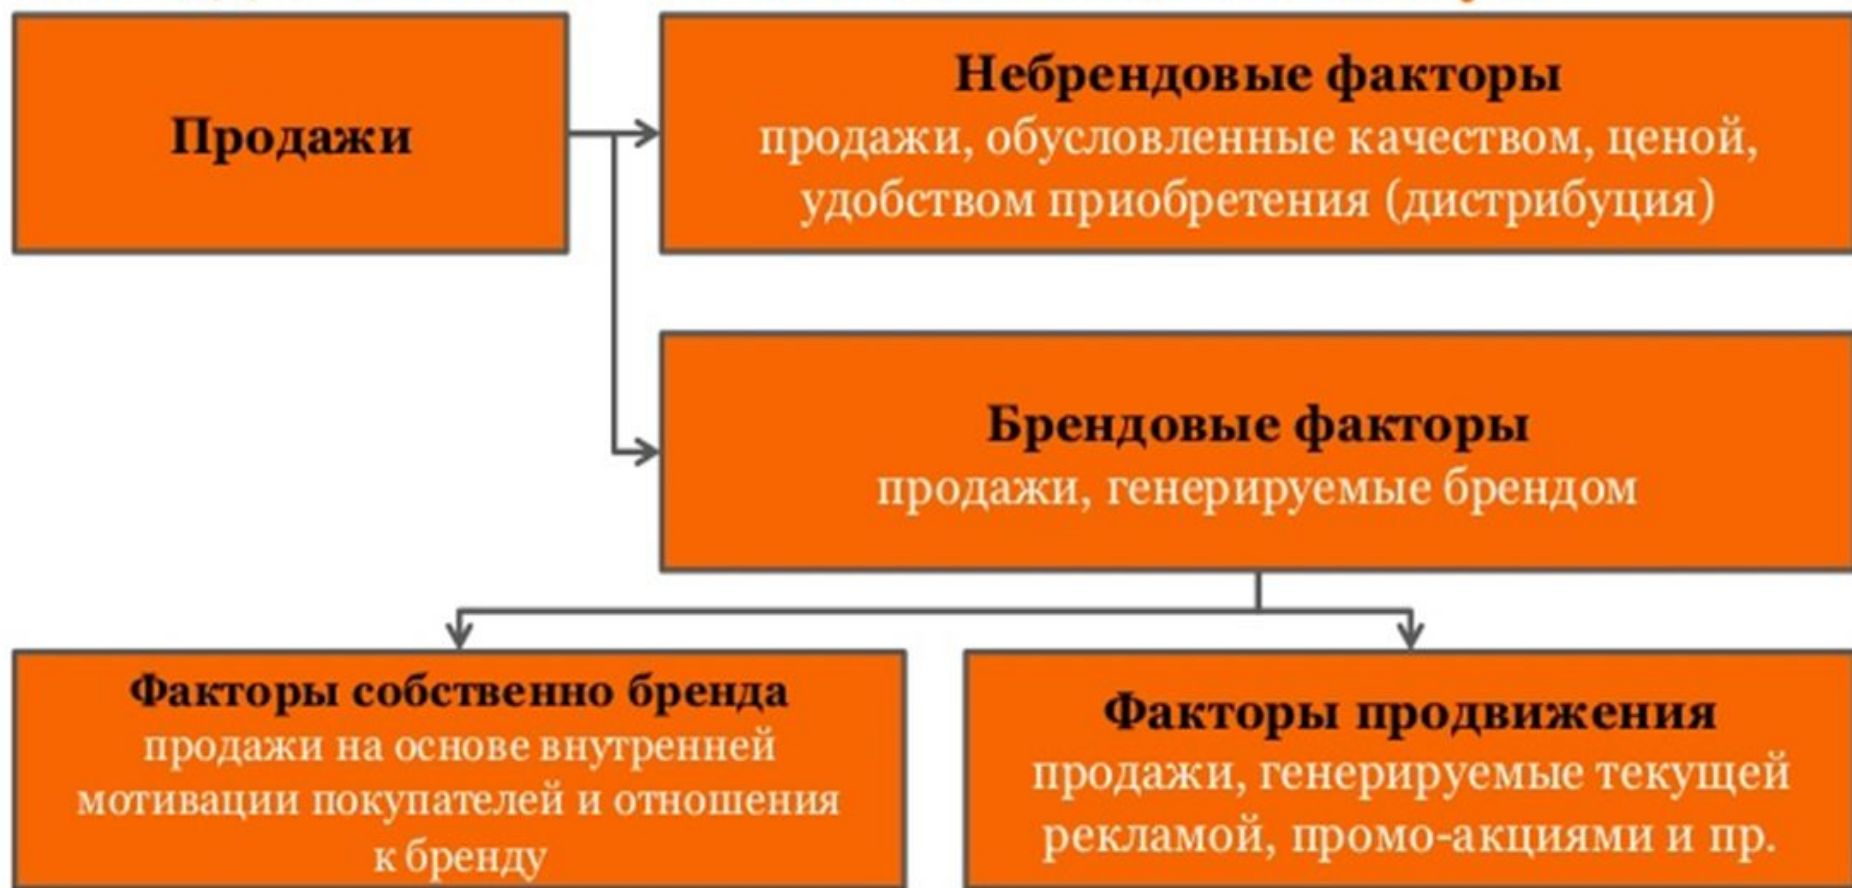 Продажи
Небрендовые факторы
продажи, обусловленные качеством, ценой,
удобством приобретения (дистрибуция)
Брендовые факторы
продажи, генерируемые брендом
Факторы собственно бренда
продажи на основе внутренней
мотивации покупателей и отношения
к бренду
Факторы продвижения
продажи, генерируемые текущей
рекламой, промо-акциями и пр.